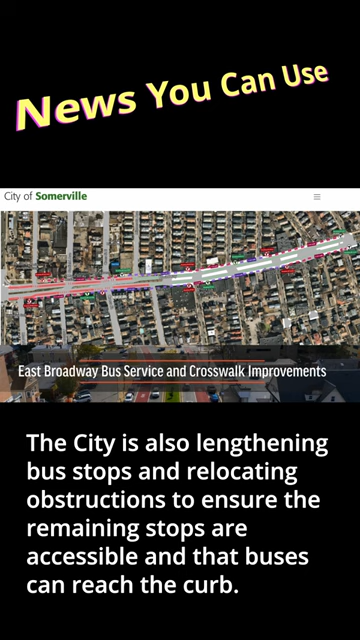 News You Can Use
City of Somerville
East Broadway Bus Service and Crosswalk Improvements
The City is also lengthening
bus stops and relocating
obstructions to ensure the
remaining stops are
accessible and that buses
can reach the curb.